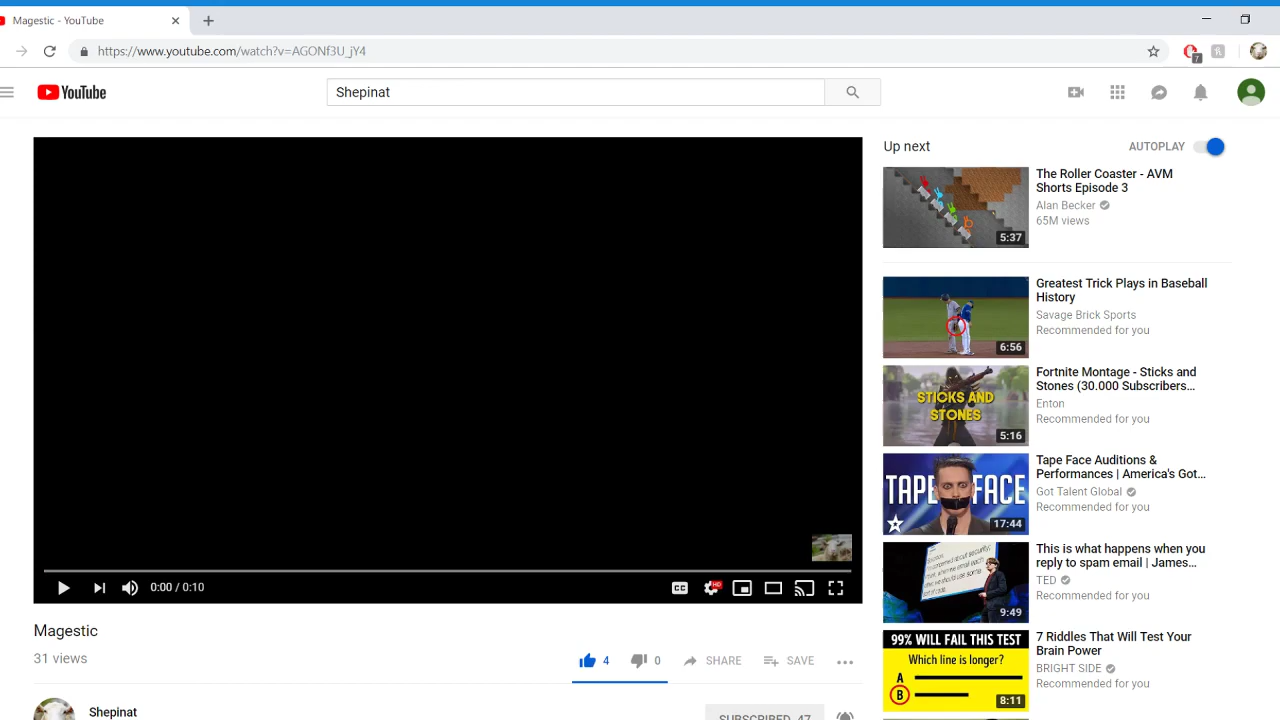 Magestic - YouTube
https://www.youtube.com/watch?v=AGONf3U_jY4
7
YouTube
Shepinat
Up next
AUTOPLAY
The Roller Coaster - AVM
Shorts Episode 3
Alan Becker
65M views
5:37
Greatest Trick Plays in Baseball
History
Savage Brick Sports
Recommended for you
6:56
Fortnite Montage - Sticks and
Stones (30.000 Subscribers...
Enton
Recommended for you
STICKS AND
STONES
5:16
Tape Face Auditions &
Performances | America's Got...
Got Talent Global
Recommended for you
TAPE FACE
17:44
This is what happens when you
reply to spam email | James...
TED
Recommended for you
9:49
7 Riddles That Will Test Your
Brain Power
BRIGHT SIDE
Recommended for you
99% WILL FAIL THIS TEST
Which line is longer?
A
B
8:11
0:00 / 0:10
CC
HD
Magestic
31 views
4
0
SHARE
SAVE
Shepinat
SUBSCRIBED 47